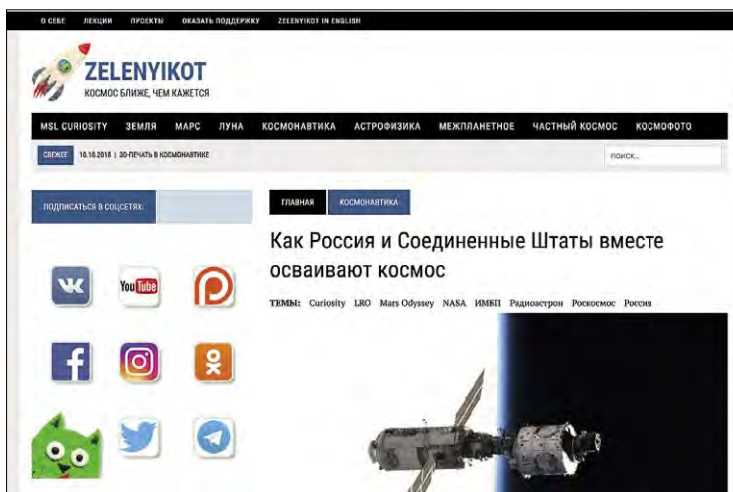 О СЕБЕ ЛЕКЦИИ ПРОЕКТЫ ОКАЗАТЬ ПОДДЕРЖКУ ZELENYIKOT IN ENGLISH
ZELENYIKOT
КОСМОС БЛИЖЕ, ЧЕМ КАЖЕТСЯ
MSL CURIOSITY ЗЕМЛЯ МАРС ЛУНА КОСМОНАВТИКА АСТРОФИЗИКА МЕЖПЛАНЕТНОЕ ЧАСТНЫЙ КОСМОС КОСМОФОТО
СВЕЖЕЕ 10.10.2018 | 3D-ПЕЧАТЬ В КОСМОНАВТИКЕ ПОИСК...
ПОДПИСАТЬСЯ В СОЦСЕТЯХ:
ГЛАВНАЯ КОСМОНАВТИКА
Как Россия и Соединенные Штаты вместе
осваивают космос
ТЕМЫ: Curiosity LRO Mars Odyssey NASA ИМБП Радиоастрон Роскосмос Россия
You Tube